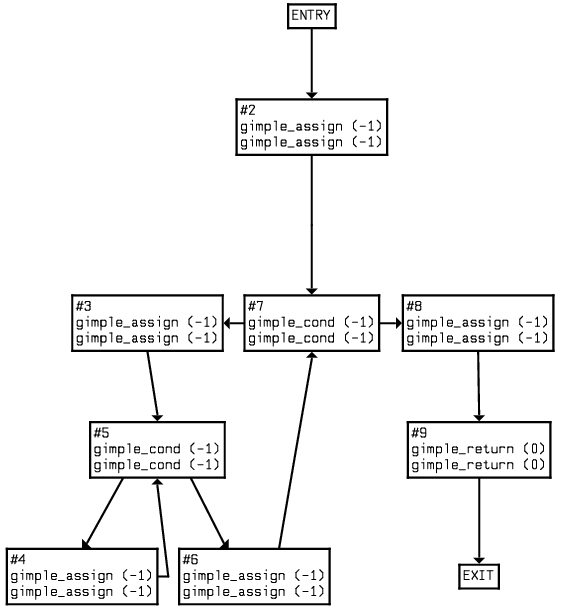 ENTRY
#2
gimple_assign (-1)
gimple_assign (-1)
#3
gimple_assign (-1)
gimple_assign (-1)
#7
gimple_cond (-1)
gimple_cond (-1)
#8
gimple_assign (-1)
gimple_assign (-1)
#5
gimple_cond (-1)
gimple_cond (-1)
#9
gimple_return (0)
gimple_return (0)
#4
gimple_assign (-1)
gimple_assign (-1)
#6
gimple_assign (-1)
gimple_assign (-1)
EXIT